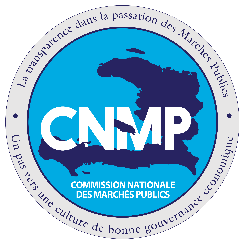 La transparence dans la passation des Marchés Publics
CNMP
COMMISSION NATIONALE
DES MARCHÉS PUBLICS
Un pas vers une culture de bonne gouvernance économique